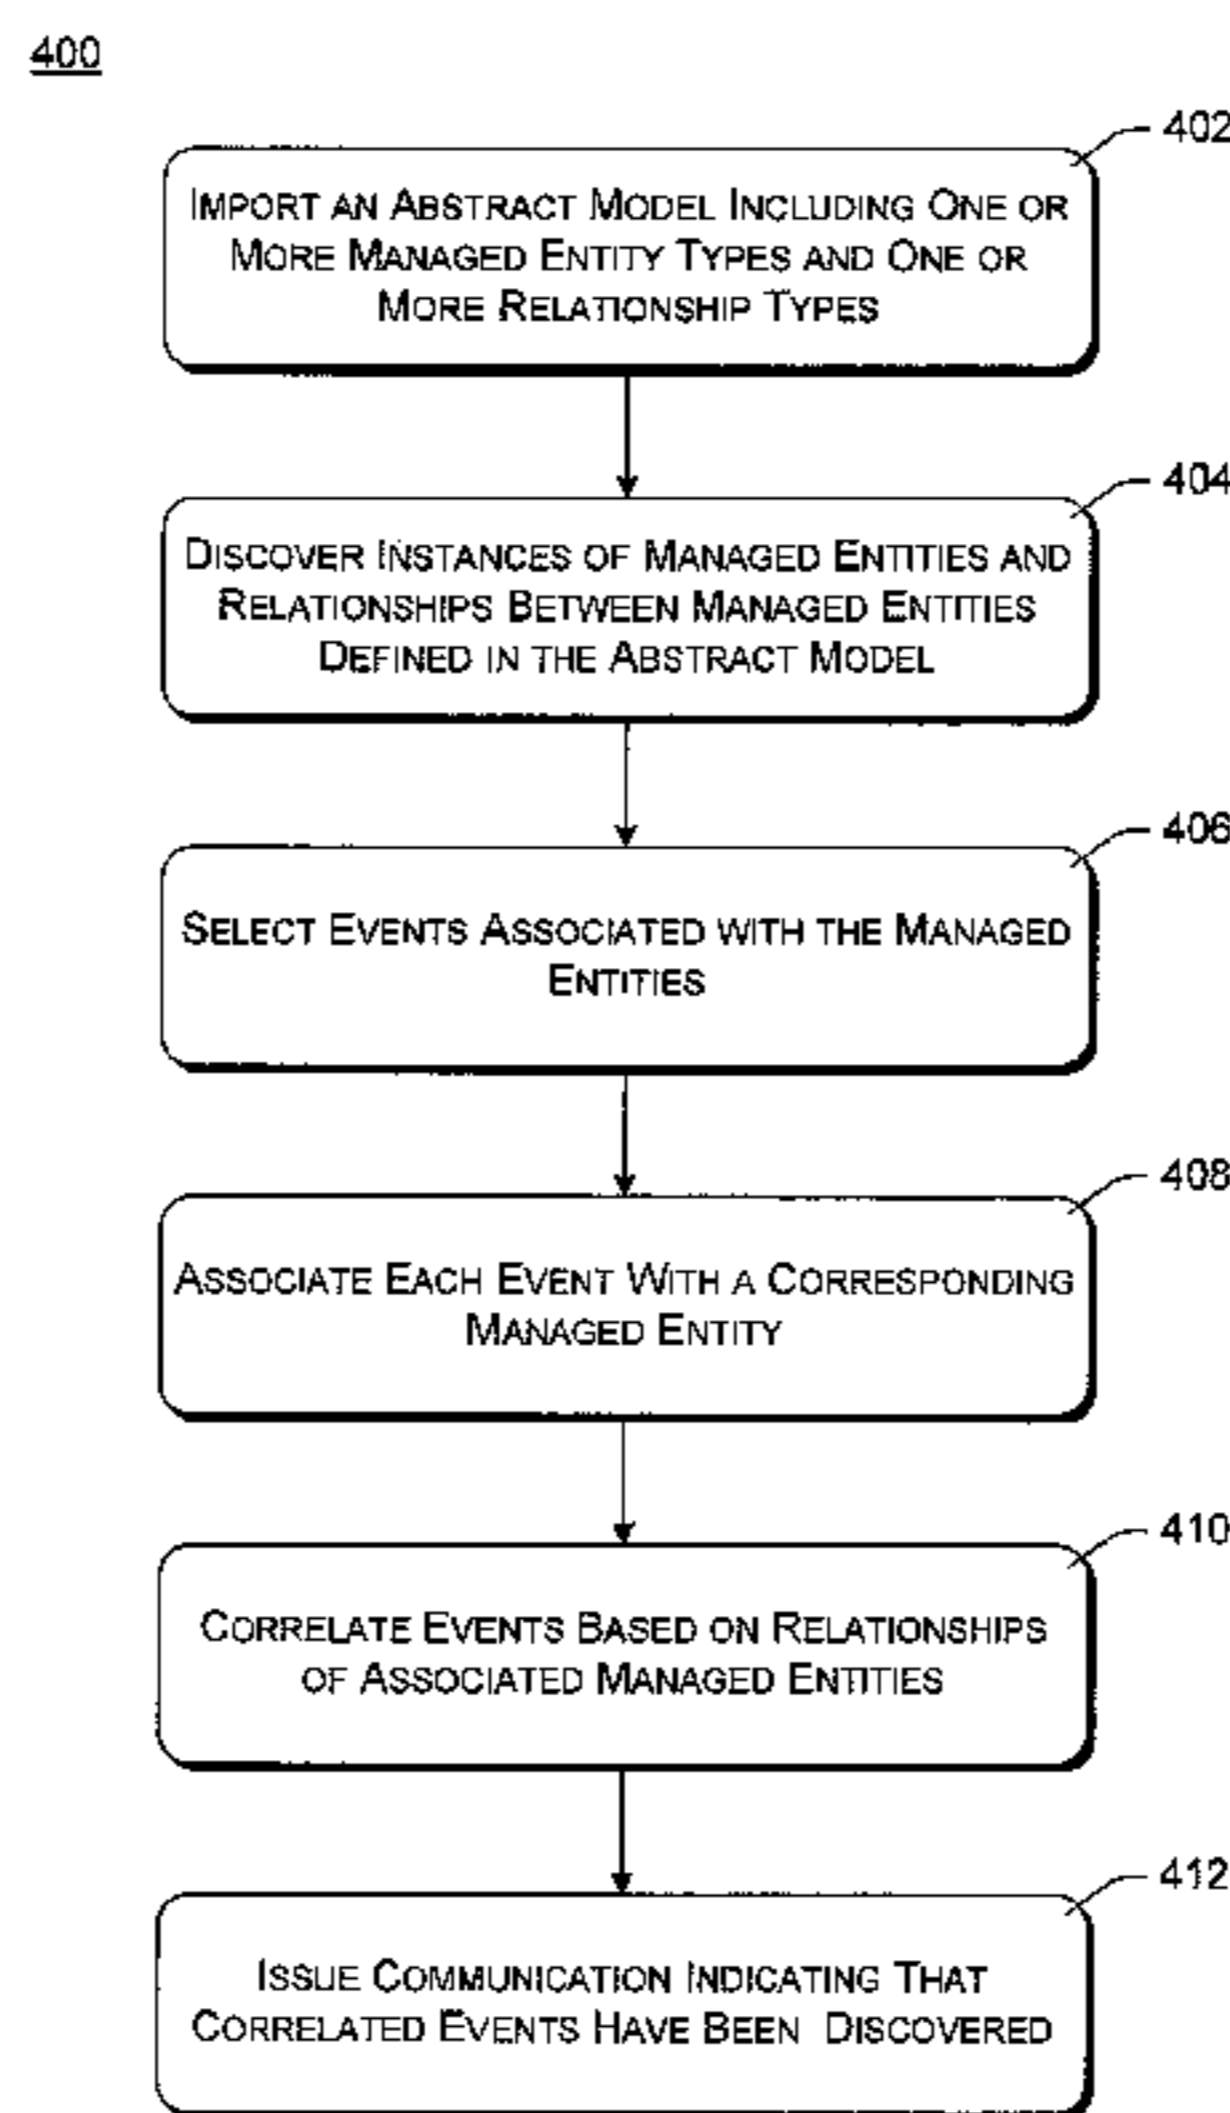 400
402
IMPORT AN ABSTRACT MODEL INCLUDING ONE OR
MORE MANAGED ENTITY TYPES AND ONE OR
MORE RELATIONSHIP TYPES
404
DISCOVER INSTANCES OF MANAGED ENTITIES AND
RELATIONSHIPS BETWEEN MANAGED ENTITIES
DEFINED IN THE ABSTRACT MODEL
406
SELECT EVENTS ASSOCIATED WITH THE MANAGED
ENTITIES
408
ASSOCIATE EACH EVENT WITH A CORRESPONDING
MANAGED ENTITY
410
CORRELATE EVENTS BASED ON RELATIONSHIPS
OF ASSOCIATED MANAGED ENTITIES
412
ISSUE COMMUNICATION INDICATING THAT
CORRELATED EVENTS HAVE BEEN DISCOVERED